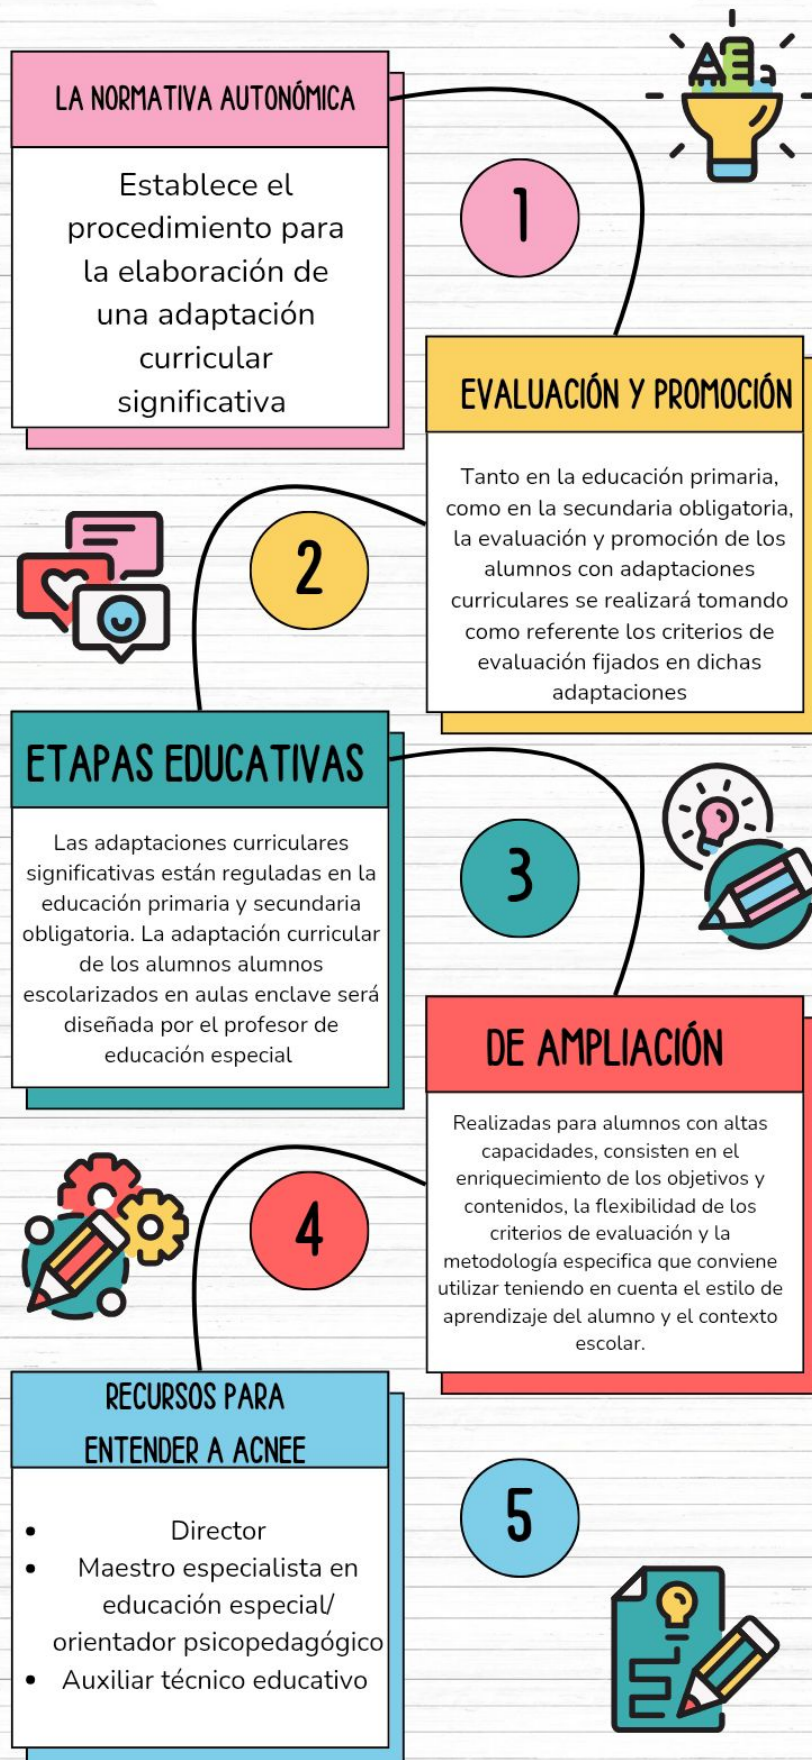 LA NORMATIVA AUTONÓMICA
Establece el
procedimiento para
la elaboración de
una adaptación
curricular
significativa
1
EVALUACIÓN Y PROMOCIÓN
Tanto en la educación primaria,
como en la secundaria obligatoria,
la evaluación y promoción de los
alumnos con adaptaciones
curriculares se realizará tomando
como referente los criterios de
evaluación fijados en dichas
adaptaciones
2
ETAPAS EDUCATIVAS
Las adaptaciones curriculares
significativas están reguladas en la
educación primaria y secundaria
obligatoria. La adaptación curricular
de los alumnos alumnos
escolarizados en aulas enclave será
diseñada por el profesor de
educación especial
3
DE AMPLIACIÓN
Realizadas para alumnos con altas
capacidades, consisten en el
enriquecimiento de los objetivos y
contenidos, la flexibilidad de los
criterios de evaluación y la
metodología especifica que conviene
utilizar teniendo en cuenta el estilo de
aprendizaje del alumno y el contexto
escolar.
4
RECURSOS PARA
ENTENDER A ACNEE
• Director
• Maestro especialista en
educación especial/
orientador psicopedagógico
• Auxiliar técnico educativo
5